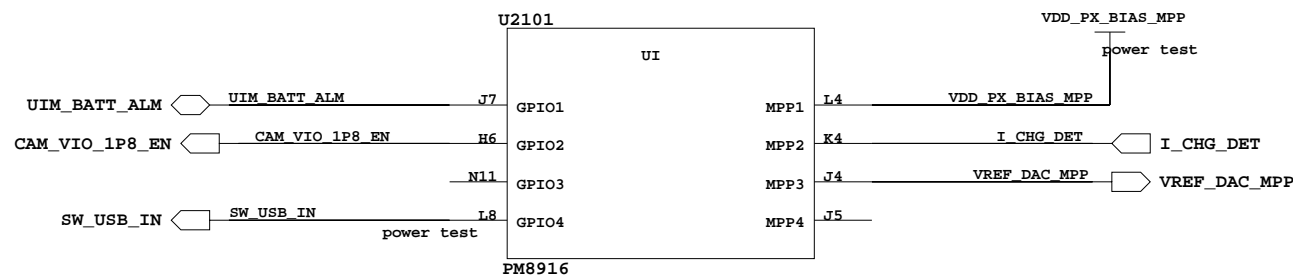 U2101
VDD_PX_BIAS_MPP
UI
power test
UIM_BATT_ALM UIM_BATT_ALM J7 GPIO1 MPP1 L4 VDD_PX_BIAS_MPP
CAM_VIO_1P8_EN CAM_VIO_1P8_EN H6 GPIO2 MPP2 K4 I_CHG_DET I_CHG_DET
N11 GPIO3 MPP3 J4 VREF_DAC_MPP VREF_DAC_MPP
SW_USB_IN SW_USB_IN L8 GPIO4 MPP4 J5
power test
PM8916